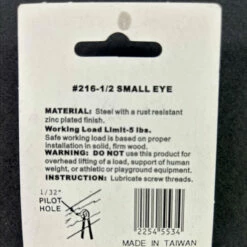 #216-1/2 SMALL EYE
MATERIAL: Steel with a rust resistant
zinc plated finish.
Working Load Limit-5 lbs.
Safe working load is based on proper
installation in solid, firm wood.
WARNING: DO NOT use this product for
overhead lifting of a load, support of human
weight, or athletic or playground equipment.
INSTRUCTION: Lubricate screw threads.
1/32"
PILOT
HOLE
2254 5534
MADE IN TAIWAN